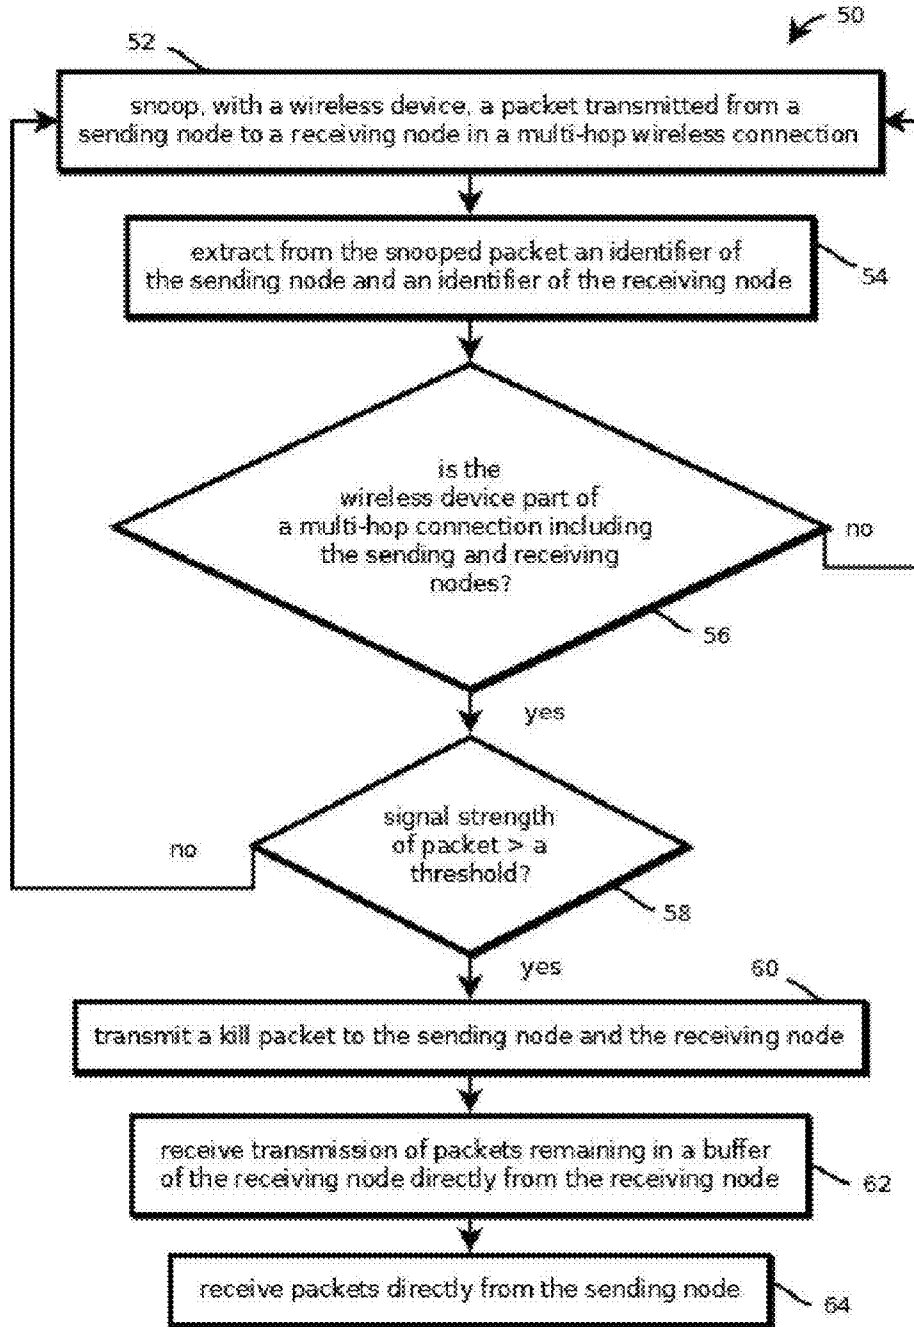 50
52
snoop, with a wireless device, a packet transmitted from a
sending node to a receiving node in a multi-hop wireless connection
extract from the snooped packet an identifier of
the sending node and an identifier of the receiving node
54
is the
wireless device part of
a multi-hop connection including
the sending and receiving
nodes?
no
56
yes
signal strength
of packet > a
threshold?
no
58
yes
60
transmit a kill packet to the sending node and the receiving node
receive transmission of packets remaining in a buffer
of the receiving node directly from the receiving node
62
receive packets directly from the sending node
64